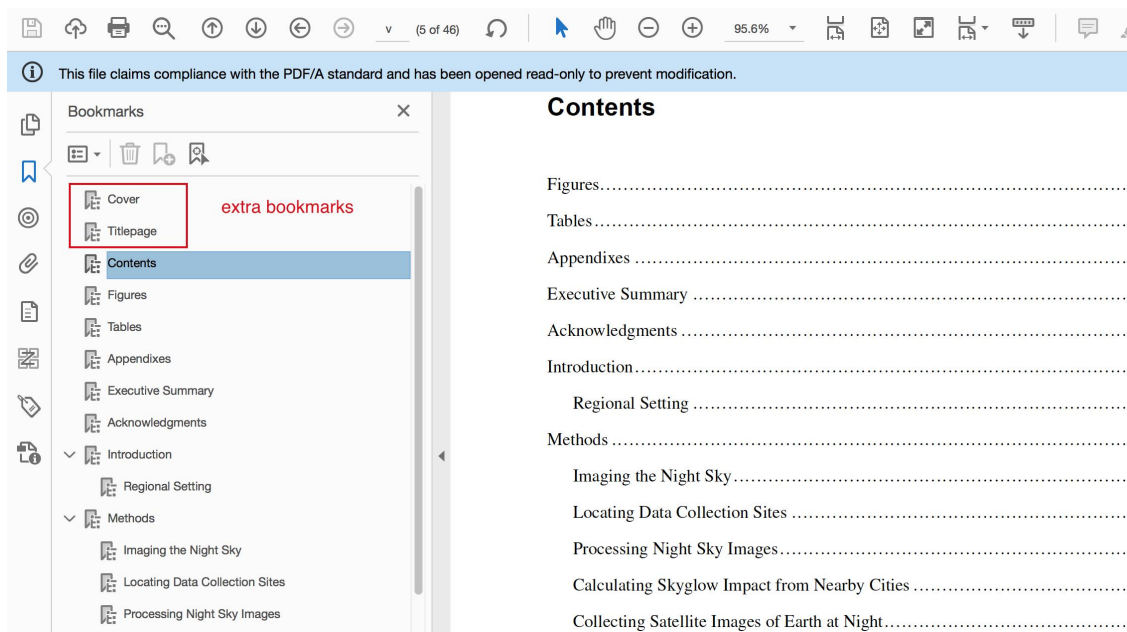 v (5 of 46) 95.6%
This file claims compliance with the PDF/A standard and has been opened read-only to prevent modification.
Bookmarks
Cover
Titlepage
extra bookmarks
Contents
Figures
Tables
Appendixes
Executive Summary
Acknowledgments
Introduction
Regional Setting
Methods
Imaging the Night Sky
Locating Data Collection Sites
Processing Night Sky Images
Contents
Figures..........................................................................
Tables..........................................................................
Appendixes ..........................................................................
Executive Summary ..........................................................................
Acknowledgments ..........................................................................
Introduction..........................................................................
Regional Setting ..........................................................................
Methods ..........................................................................
Imaging the Night Sky..........................................................................
Locating Data Collection Sites ..........................................................................
Processing Night Sky Images..........................................................................
Calculating Skyglow Impact from Nearby Cities ..........................................................................
Collecting Satellite Images of Earth at Night..........................................................................